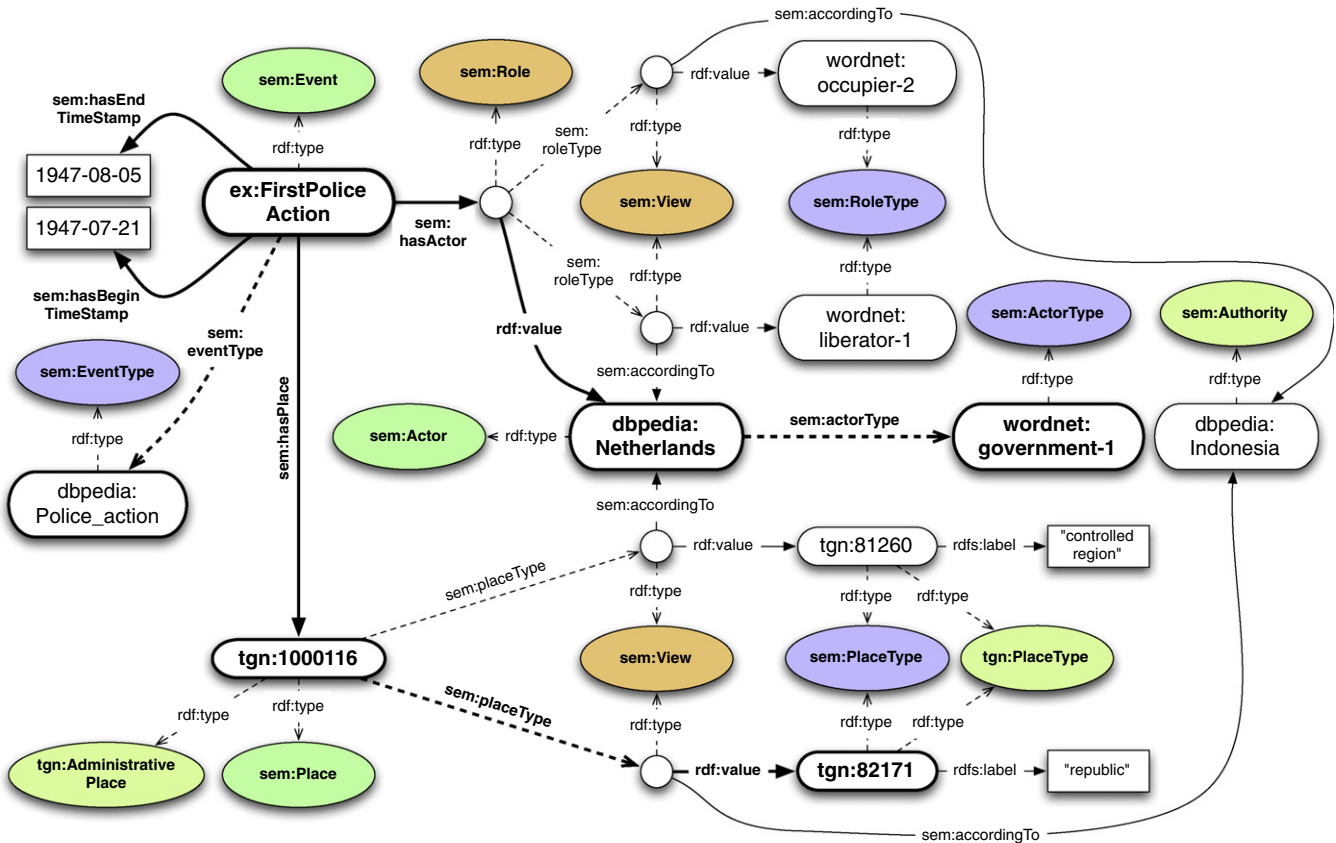 sem:accordingTo
sem:Event
sem:Role
rdf:value
wordnet:
occupier-2
sem:hasEnd
TimeStamp
rdf:type
rdf:type
sem:
roleType
rdf:type
rdf:type
1947-08-05
ex:FirstPolice
Action
sem:
hasActor
sem:View
sem:RoleType
1947-07-21
sem:
roleType
rdf:type
rdf:type
sem:hasBegin
TimeStamp
rdf:value
sem:
eventType
rdf:value
wordnet:
liberator-1
sem:ActorType
sem:Authority
sem:EventType
sem:accordingTo
rdf:type
rdf:type
sem:hasPlace
rdf:type
sem:Actor
rdf:type
dbpedia:
Netherlands
sem:actorType
wordnet:
government-1
dbpedia:
Indonesia
dbpedia:
Police_action
sem:accordingTo
sem:placeType
rdf:value
tgn:81260
rdfs:label
"controlled
region"
rdf:type
rdf:type
rdf:type
tgn:1000116
sem:View
sem:PlaceType
tgn:PlaceType
sem:placeType
rdf:type
rdf:type
rdf:type
rdf:type
rdf:type
tgn:Administrative
Place
sem:Place
rdf:value
tgn:82171
rdfs:label
"republic"
sem:accordingTo